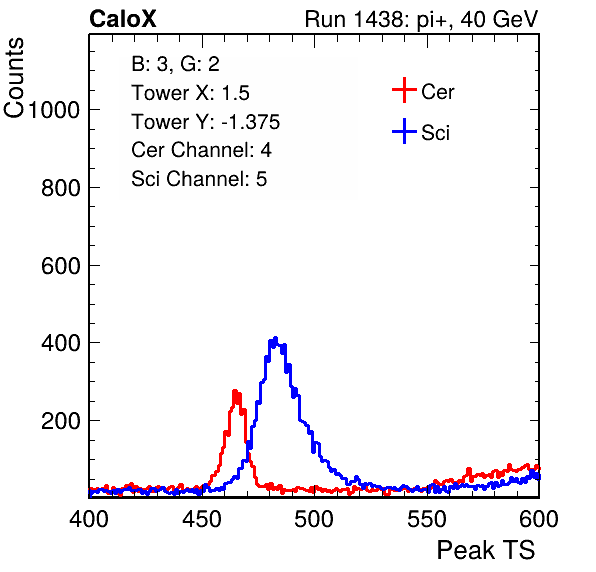 CaloX Run 1438: pi+, 40 GeV
Counts
B: 3, G: 2
Tower X: 1.5
Tower Y: -1.375
Cer Channel: 4
Sci Channel: 5
Cer
Sci
1000
800
600
400
200
400 450 500 550 600
Peak TS